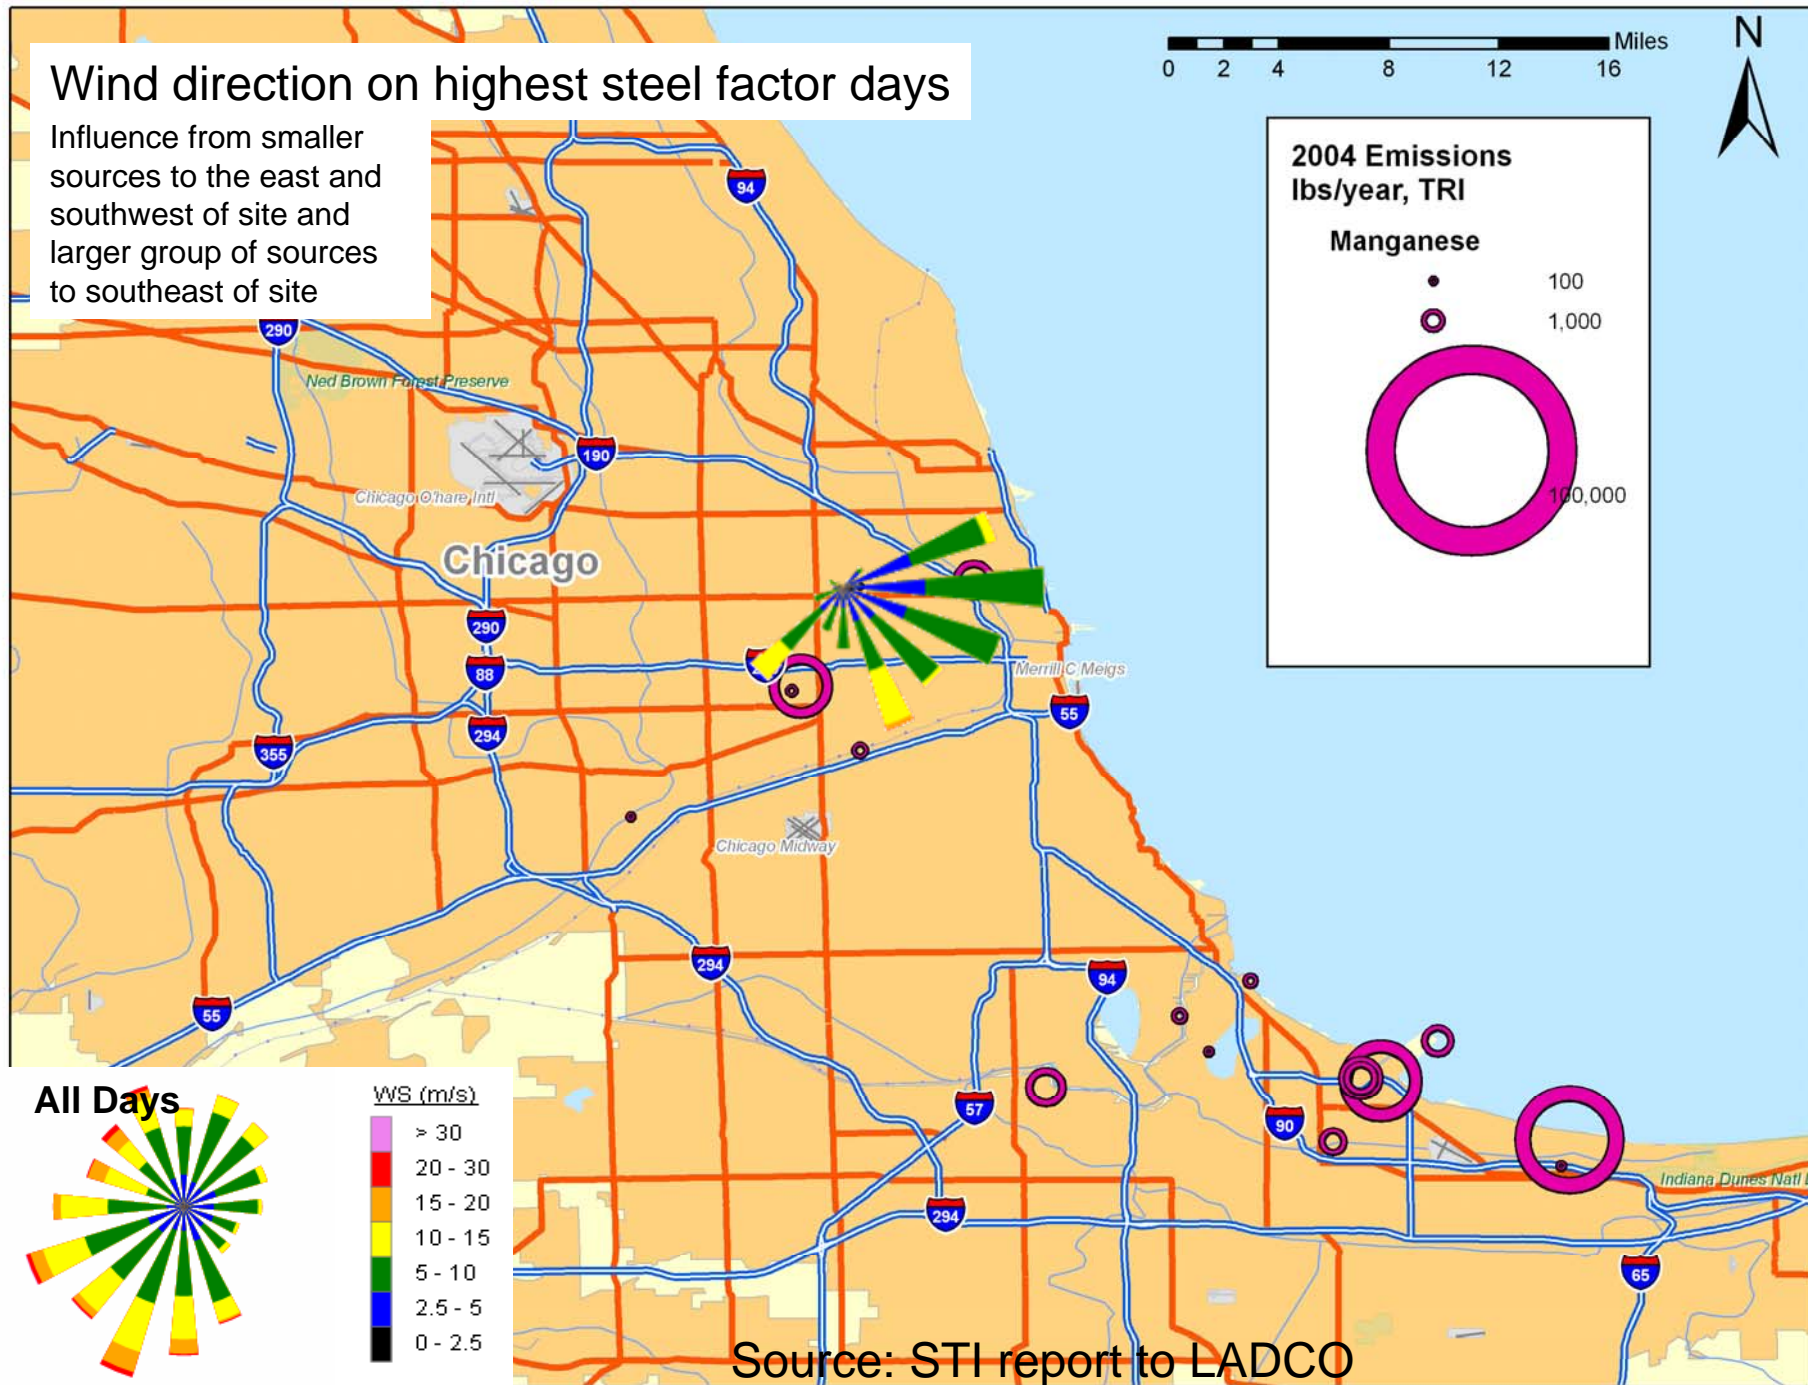 Wind direction on highest steel factor days
Influence from smaller
sources to the east and
southwest of site and
larger group of sources
to southeast of site
Miles
0 2 4 8 12 16
N
2004 Emissions
lbs/year, TRI
Manganese
100
1,000
100,000
94
290
Ned Brown Forest Preserve
190
Chicago O'hare Intl
Chicago
290
88
Merrill C Meigs
55
294
355
Chicago Midway
294
94
55
57
90
Indiana Dunes Natl
294
65
All Days
WS (m/s)
> 30
20 - 30
15 - 20
10 - 15
5 - 10
2.5 - 5
0 - 2.5
Source: STI report to LADCO